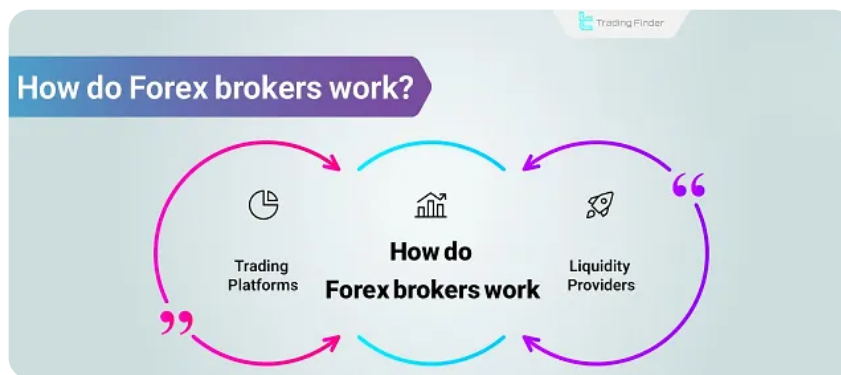 Trading Finder
How do Forex brokers work?
Trading
Platforms
How do
Forex brokers work
Liquidity
Providers